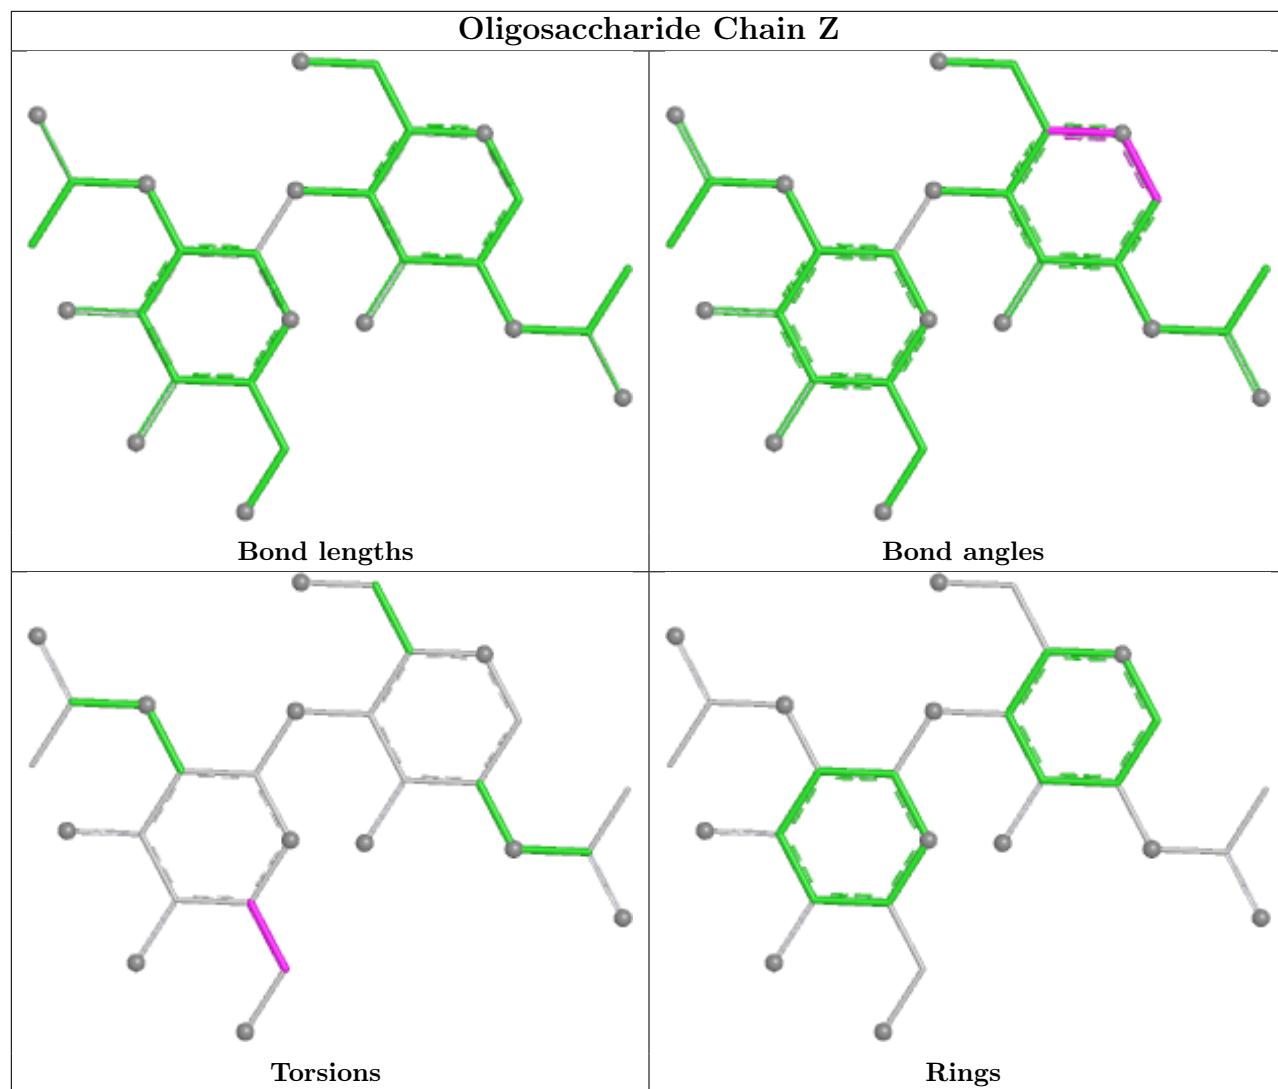 Oligosaccharide Chain Z
Bond lengths
Bond angles
Torsions
Rings